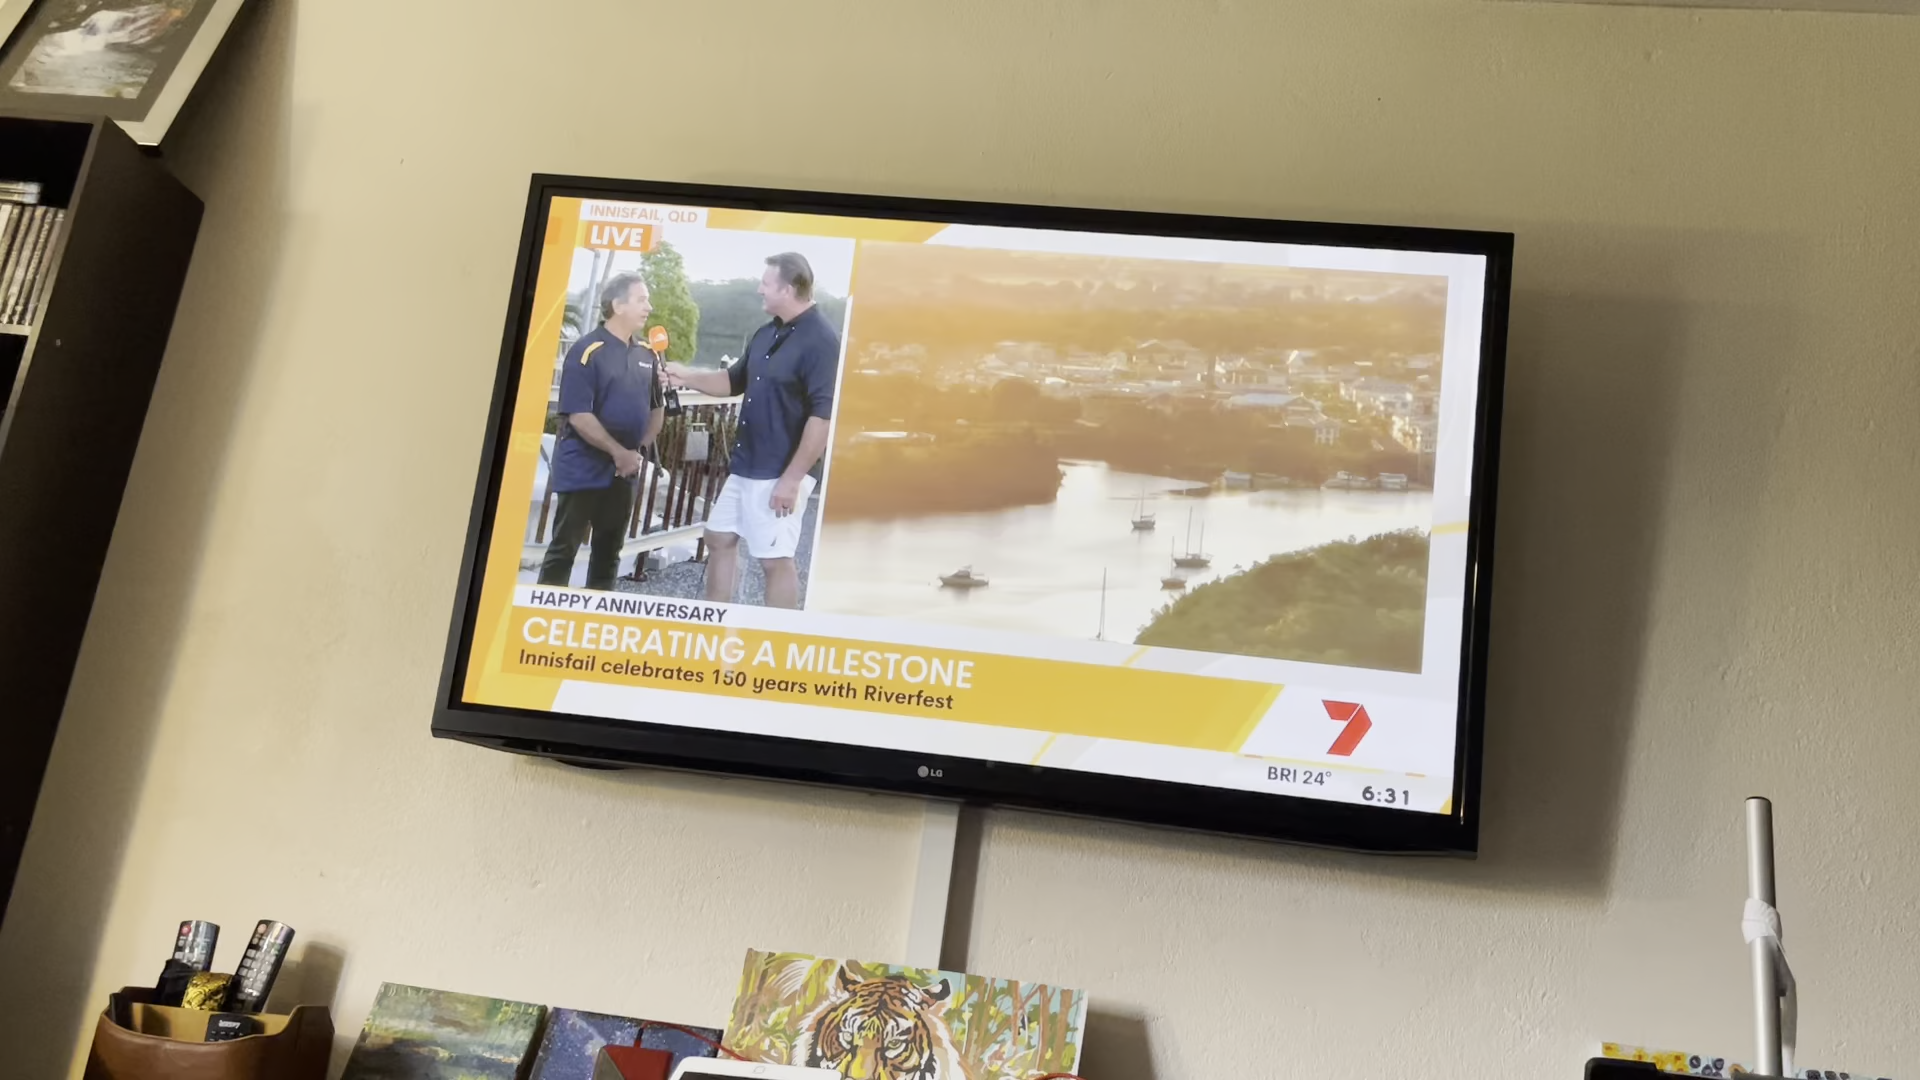 INNISFAIL, QLD
LIVE
HAPPY ANNIVERSARY
CELEBRATING A MILESTONE
Innisfail celebrates 150 years with Riverfest
7
BRI 24°
6:31
LG